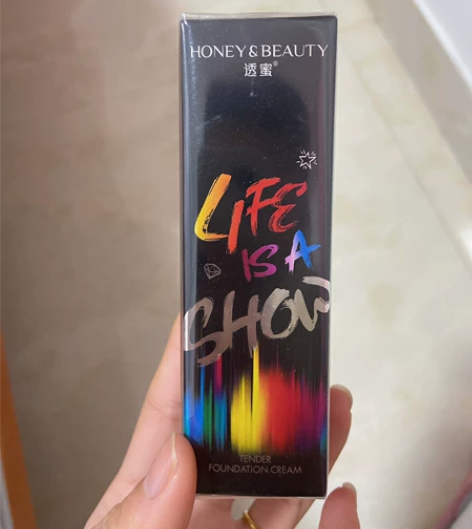 HONEY & BEAUTY
透蜜®
LIFE
IS A
SHOW
TENDER
FOUNDATION CREAM